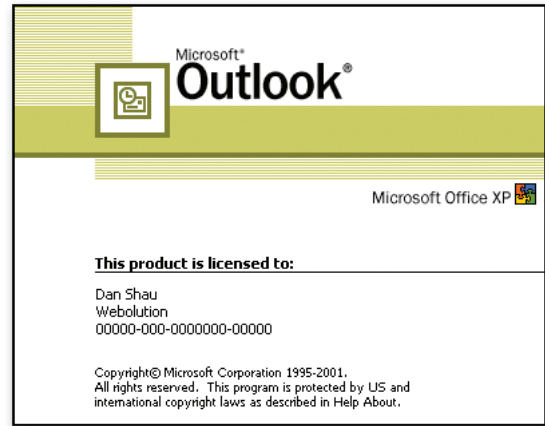 Microsoft®
Outlook®
Microsoft Office XP
This product is licensed to:
Dan Shau
Webolution
00000-000-0000000-00000
Copyright© Microsoft Corporation 1995-2001.
All rights reserved.  This program is protected by US and
international copyright laws as described in Help About.